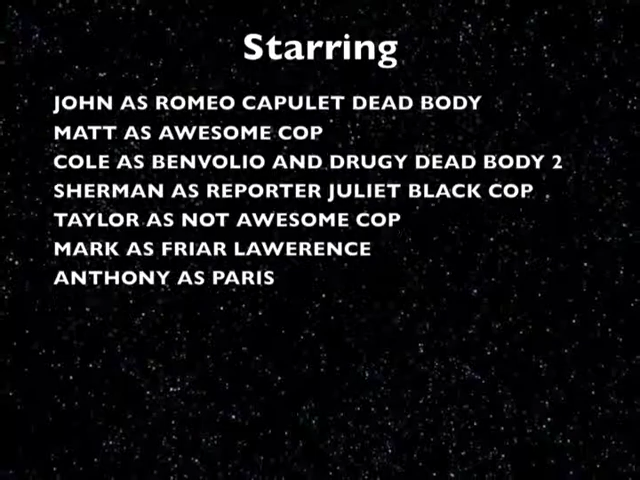 Starring
JOHN AS ROMEO CAPULET DEAD BODY
MATT AS AWESOME COP
COLE AS BENVOLIO AND DRUGY DEAD BODY 2
SHERMAN AS REPORTER JULIET BLACK COP
TAYLOR AS NOT AWESOME COP
MARK AS FRIAR LAWERENCE
ANTHONY AS PARIS